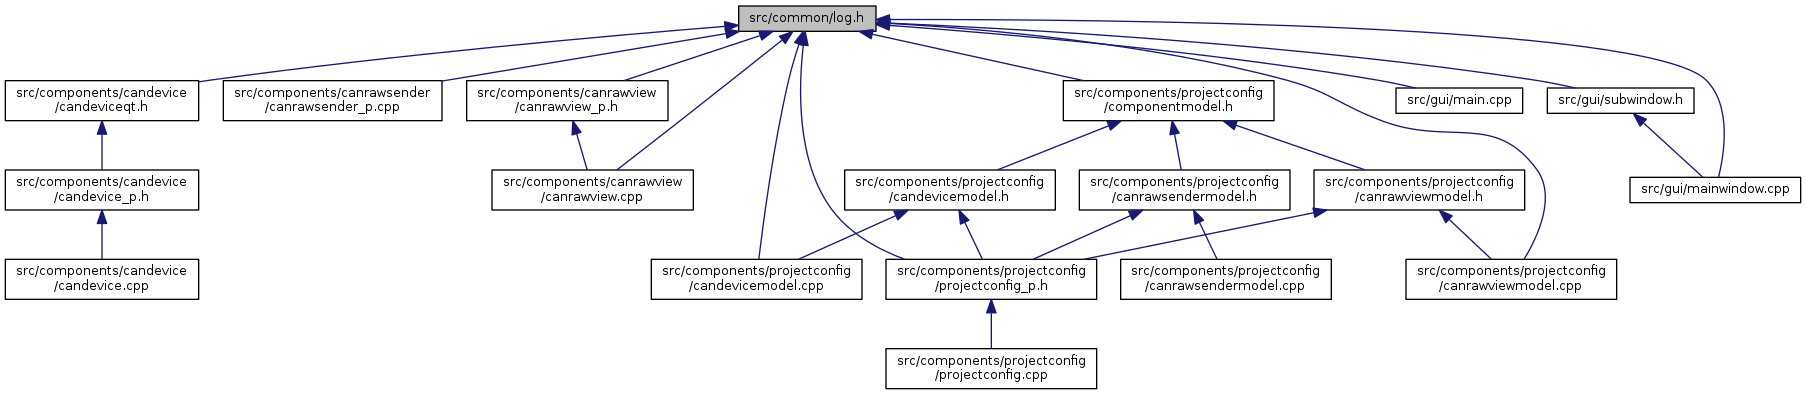 src/common/log.h
src/components/candevice
/candeviceqt.h
src/components/canrawsender
/canrawsender_p.cpp
src/components/canrawview
/canrawview_p.h
src/components/projectconfig
/componentmodel.h
src/gui/main.cpp
src/gui/subwindow.h
src/components/candevice
/candevice_p.h
src/components/canrawview
/canrawview.cpp
src/components/projectconfig
/candevicemodel.h
src/components/projectconfig
/canrawsendermodel.h
src/components/projectconfig
/canrawviewmodel.h
src/gui/mainwindow.cpp
src/components/candevice
/candevice.cpp
src/components/projectconfig
/candevicemodel.cpp
src/components/projectconfig
/projectconfig_p.h
src/components/projectconfig
/canrawsendermodel.cpp
src/components/projectconfig
/canrawviewmodel.cpp
src/components/projectconfig
/projectconfig.cpp